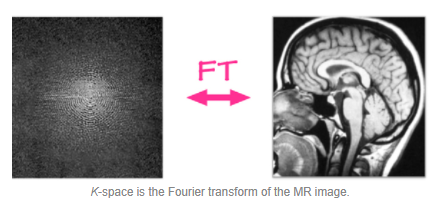 FT
K-space is the Fourier transform of the MR image.